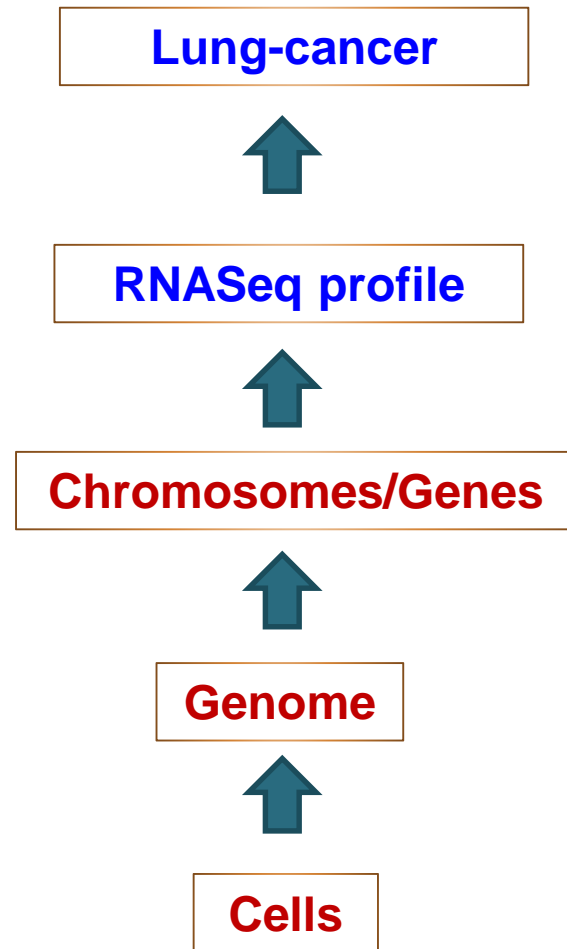 Lung-cancer
RNASeq profile
Chromosomes/Genes
Genome
Cells